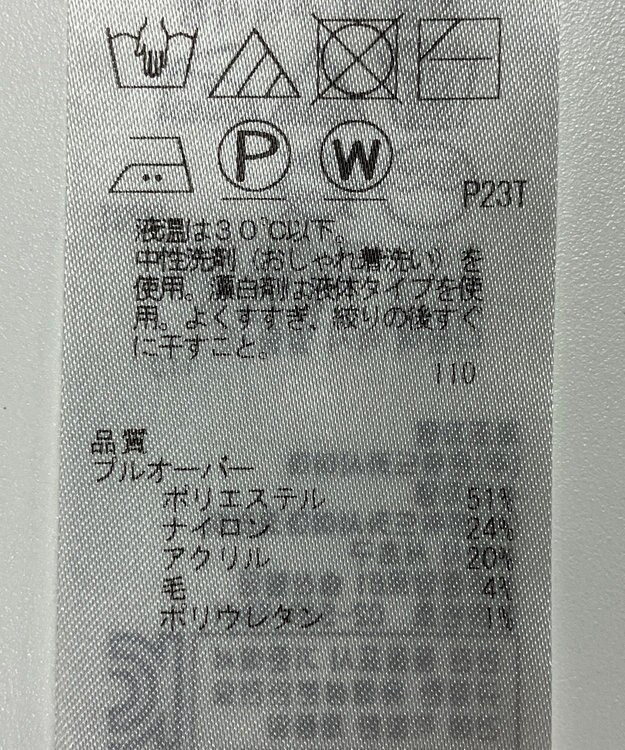 P W
P23T
液温は30℃以下。
中性洗剤（おしゃれ着洗い）を
使用。漂白剤は液体タイプを使
用。よくすすぎ、絞りの後すぐ
に干すこと。
110
品質
プルオーバー
ポリエステル 51%
ナイロン 24%
アクリル 20%
毛 4%
ポリウレタン 1%